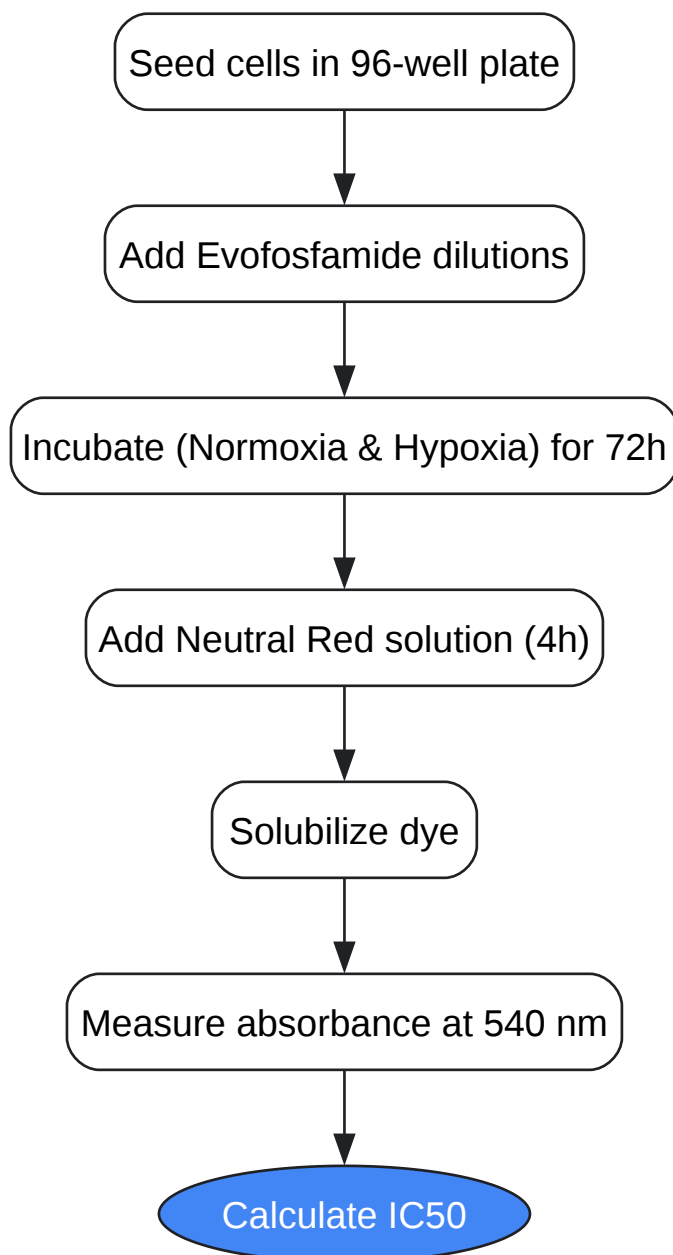 Seed cells in 96-well plate
Add Evofosfamide dilutions
Incubate (Normoxia & Hypoxia) for 72h
Add Neutral Red solution (4h)
Solubilize dye
Measure absorbance at 540 nm
Calculate IC50